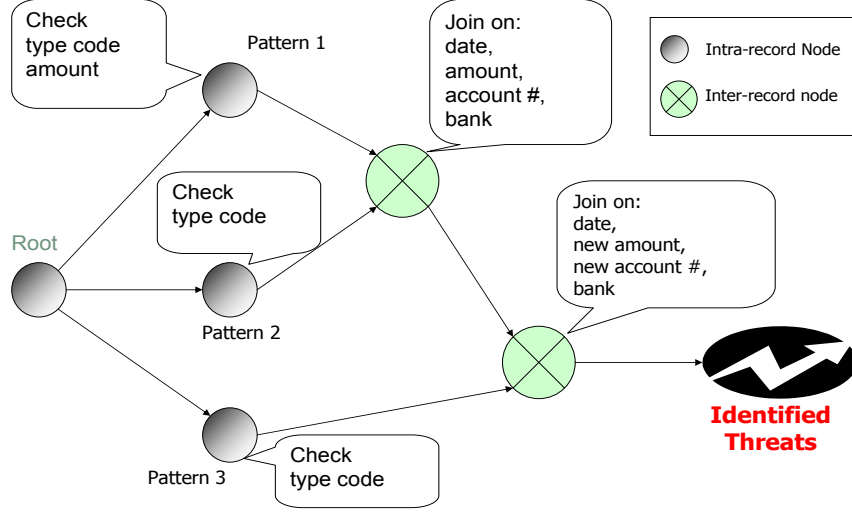 Check
type code
amount
Pattern 1
Join on:
date,
amount,
account #,
bank
Intra-record Node
Inter-record node
Check
type code
Root
Pattern 2
Join on:
date,
new amount,
new account #,
bank
Pattern 3
Check
type code
Identified
Threats